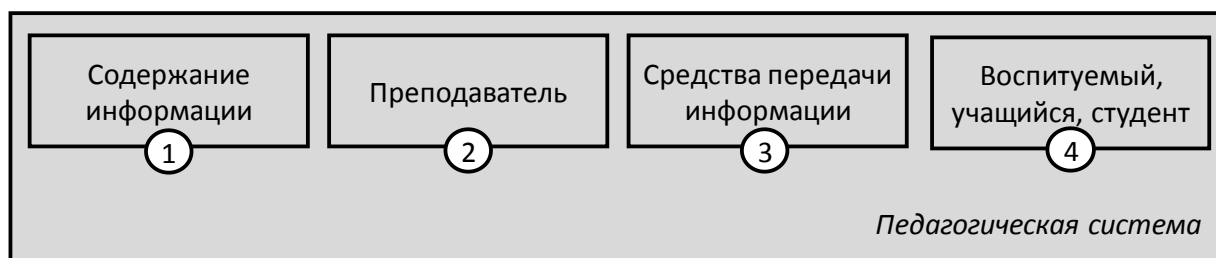 Содержание
информации
1
Преподаватель
2
Средства передачи
информации
3
Воспитуемый,
учащийся, студент
4
Педагогическая система